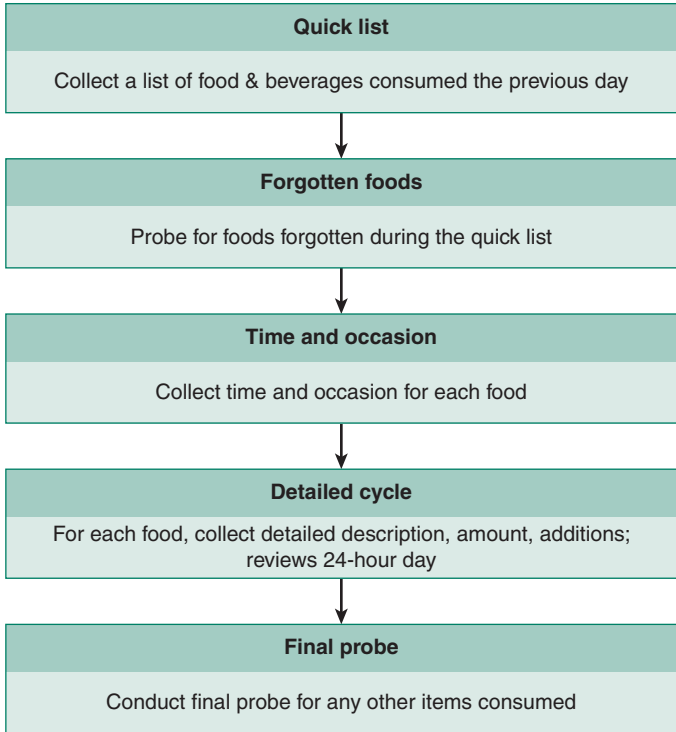 Quick list
Collect a list of food & beverages consumed the previous day
Forgotten foods
Probe for foods forgotten during the quick list
Time and occasion
Collect time and occasion for each food
Detailed cycle
For each food, collect detailed description, amount, additions;
reviews 24-hour day
Final probe
Conduct final probe for any other items consumed